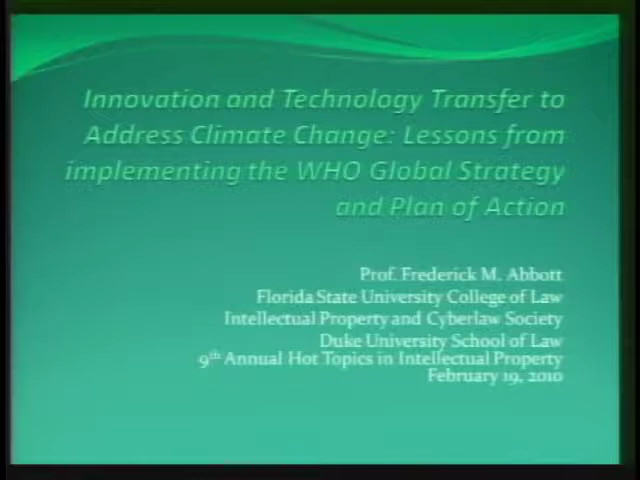 Innovation and Technology Transfer to
Address Climate Change: Lessons from
implementing the WHO Global Strategy
and Plan of Action
Prof. Frederick M. Abbott
Florida State University College of Law
Intellectual Property and Cyberlaw Society
Duke University School of Law
9th Annual Hot Topics in Intellectual Property
February 19, 2010